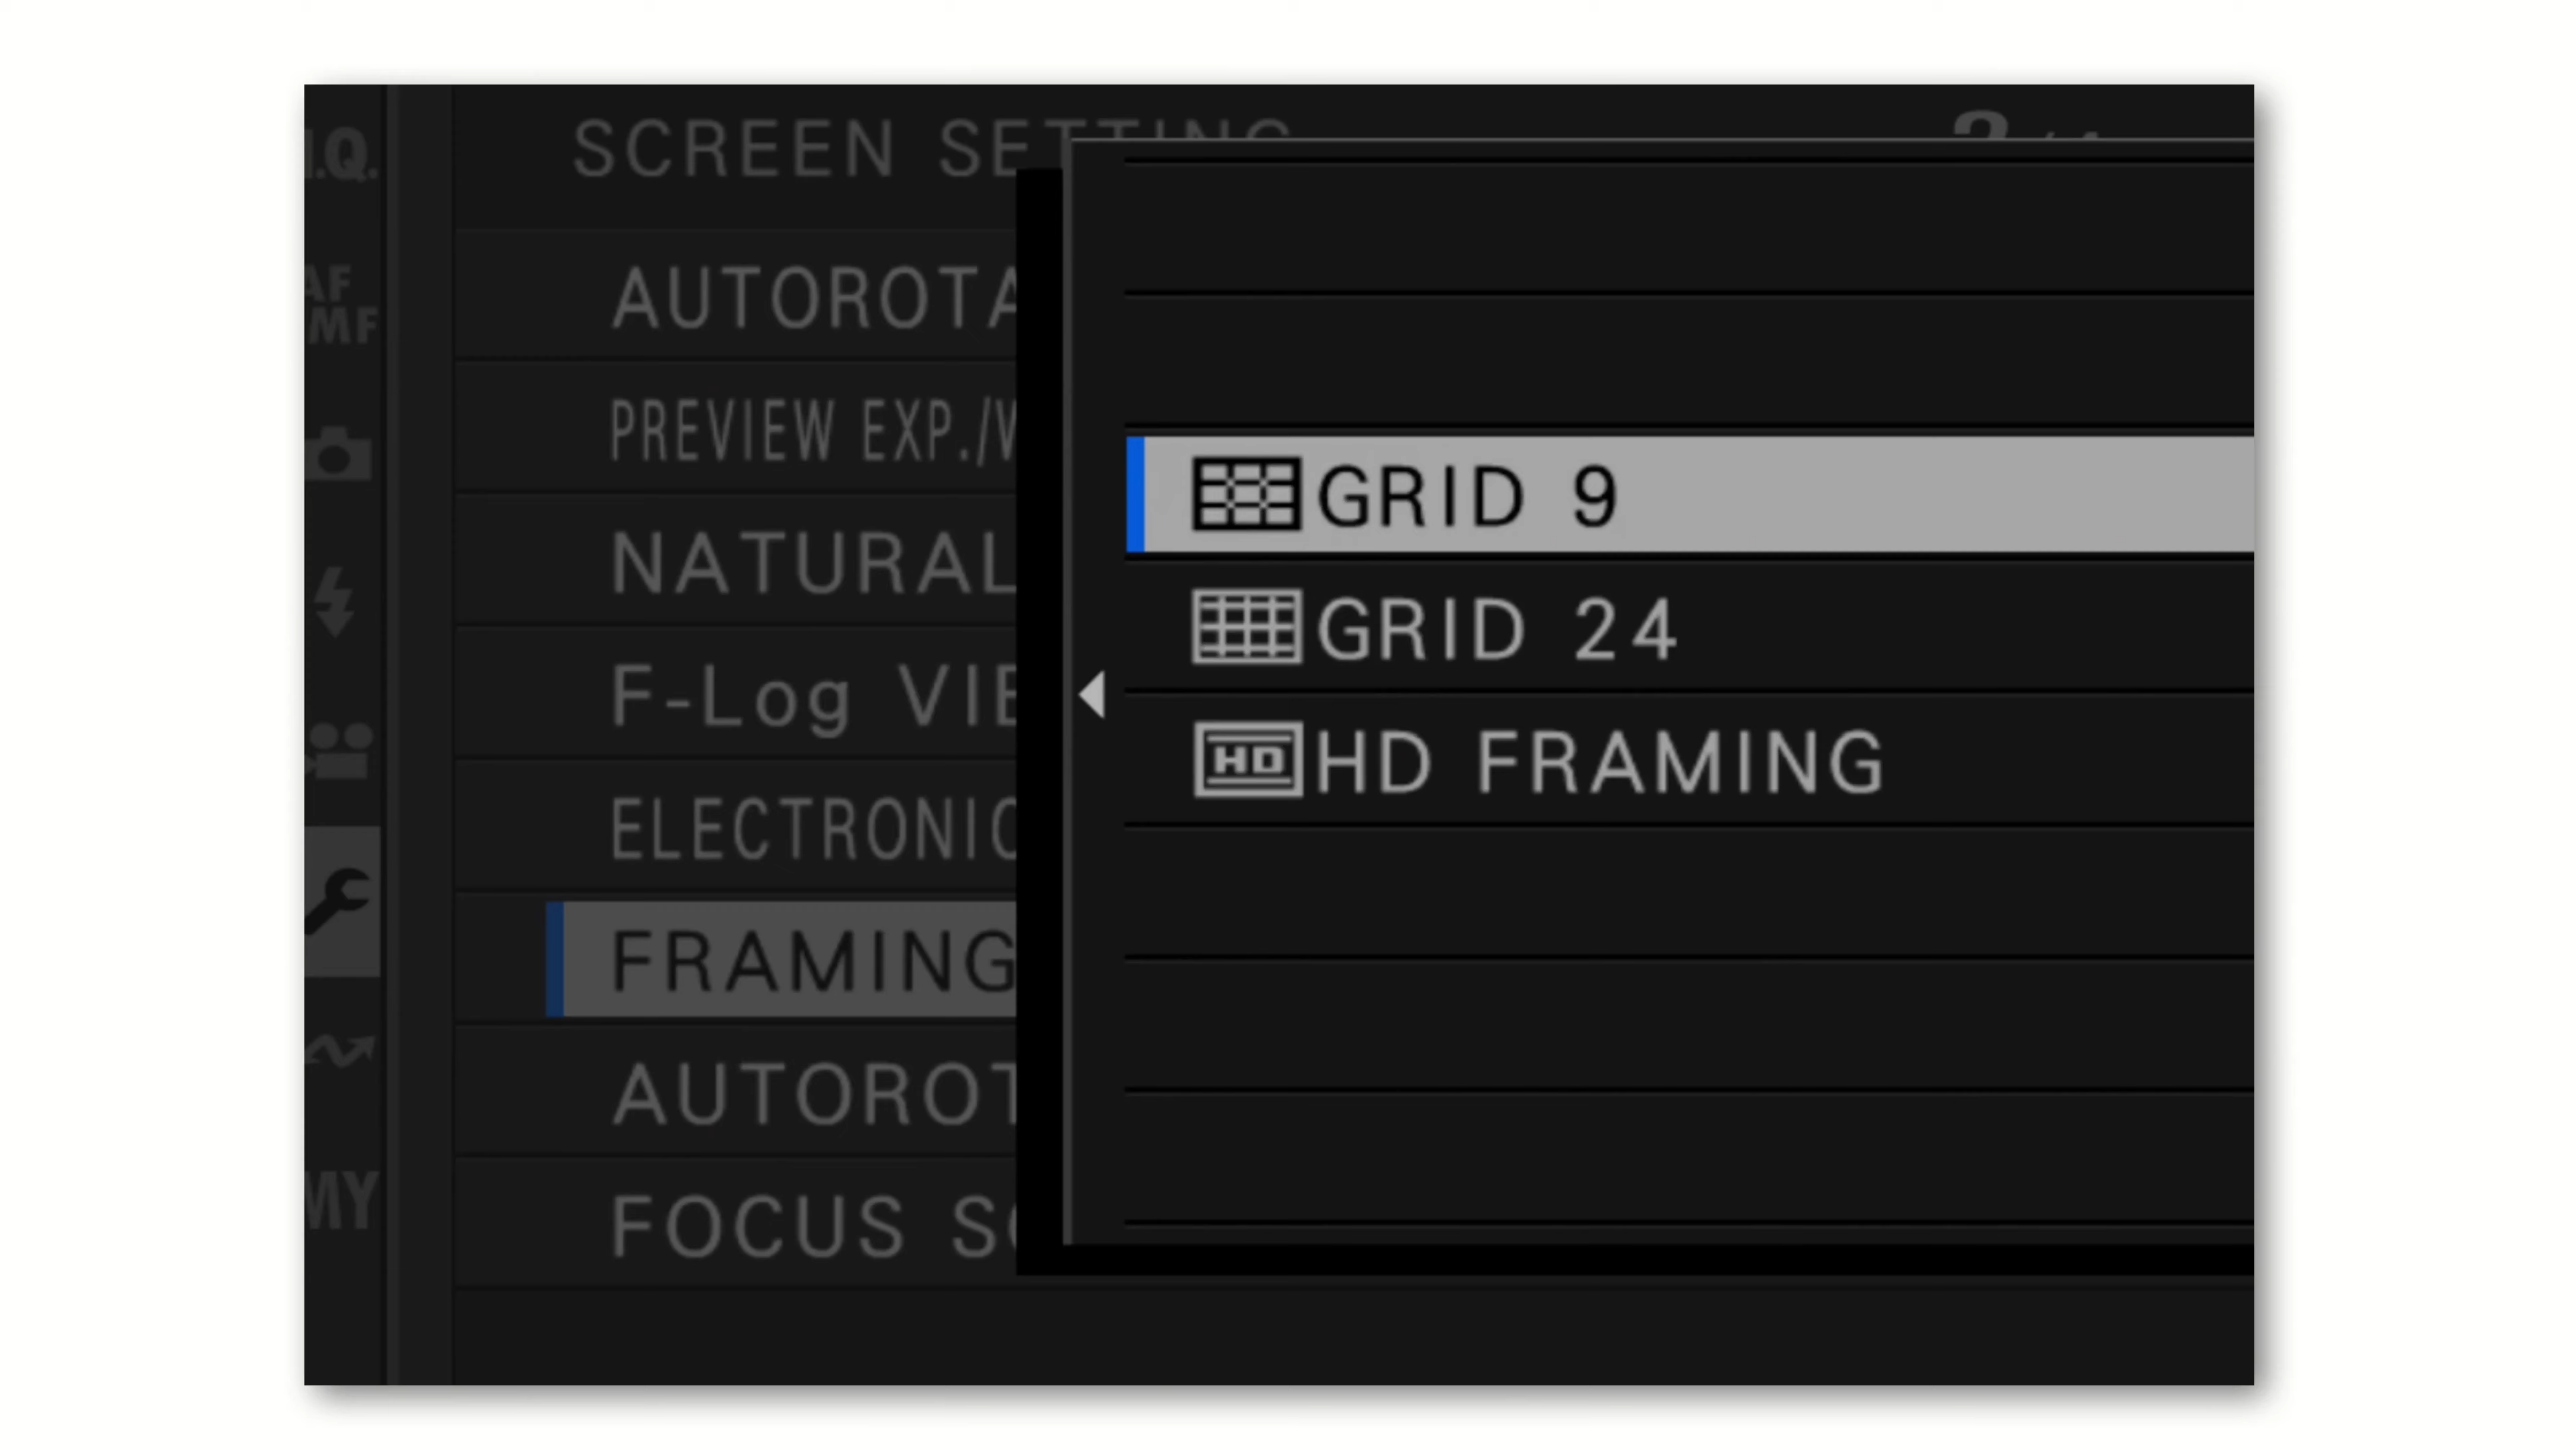 I.Q.
AF
MF
MY
SCREEN
AUTOROTA
PREVIEW EXP./
NATURAL
F-Log VIE
ELECTRONIC
FRAMING
AUTOROT
FOCUS
GRID 9
GRID 24
HD HD FRAMING